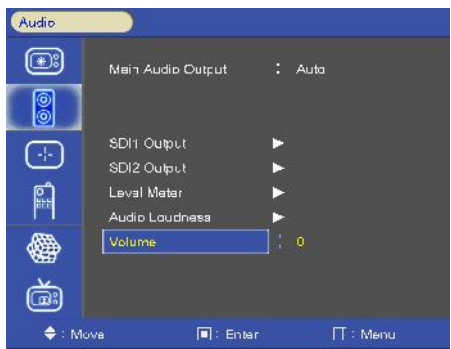 Audio
Main Audio Output : Auto
SDI1 Output ►
SDI2 Output ►
Level Meter ►
Audio Loudness ►
Volume : 0
: Move : Enter : Menu